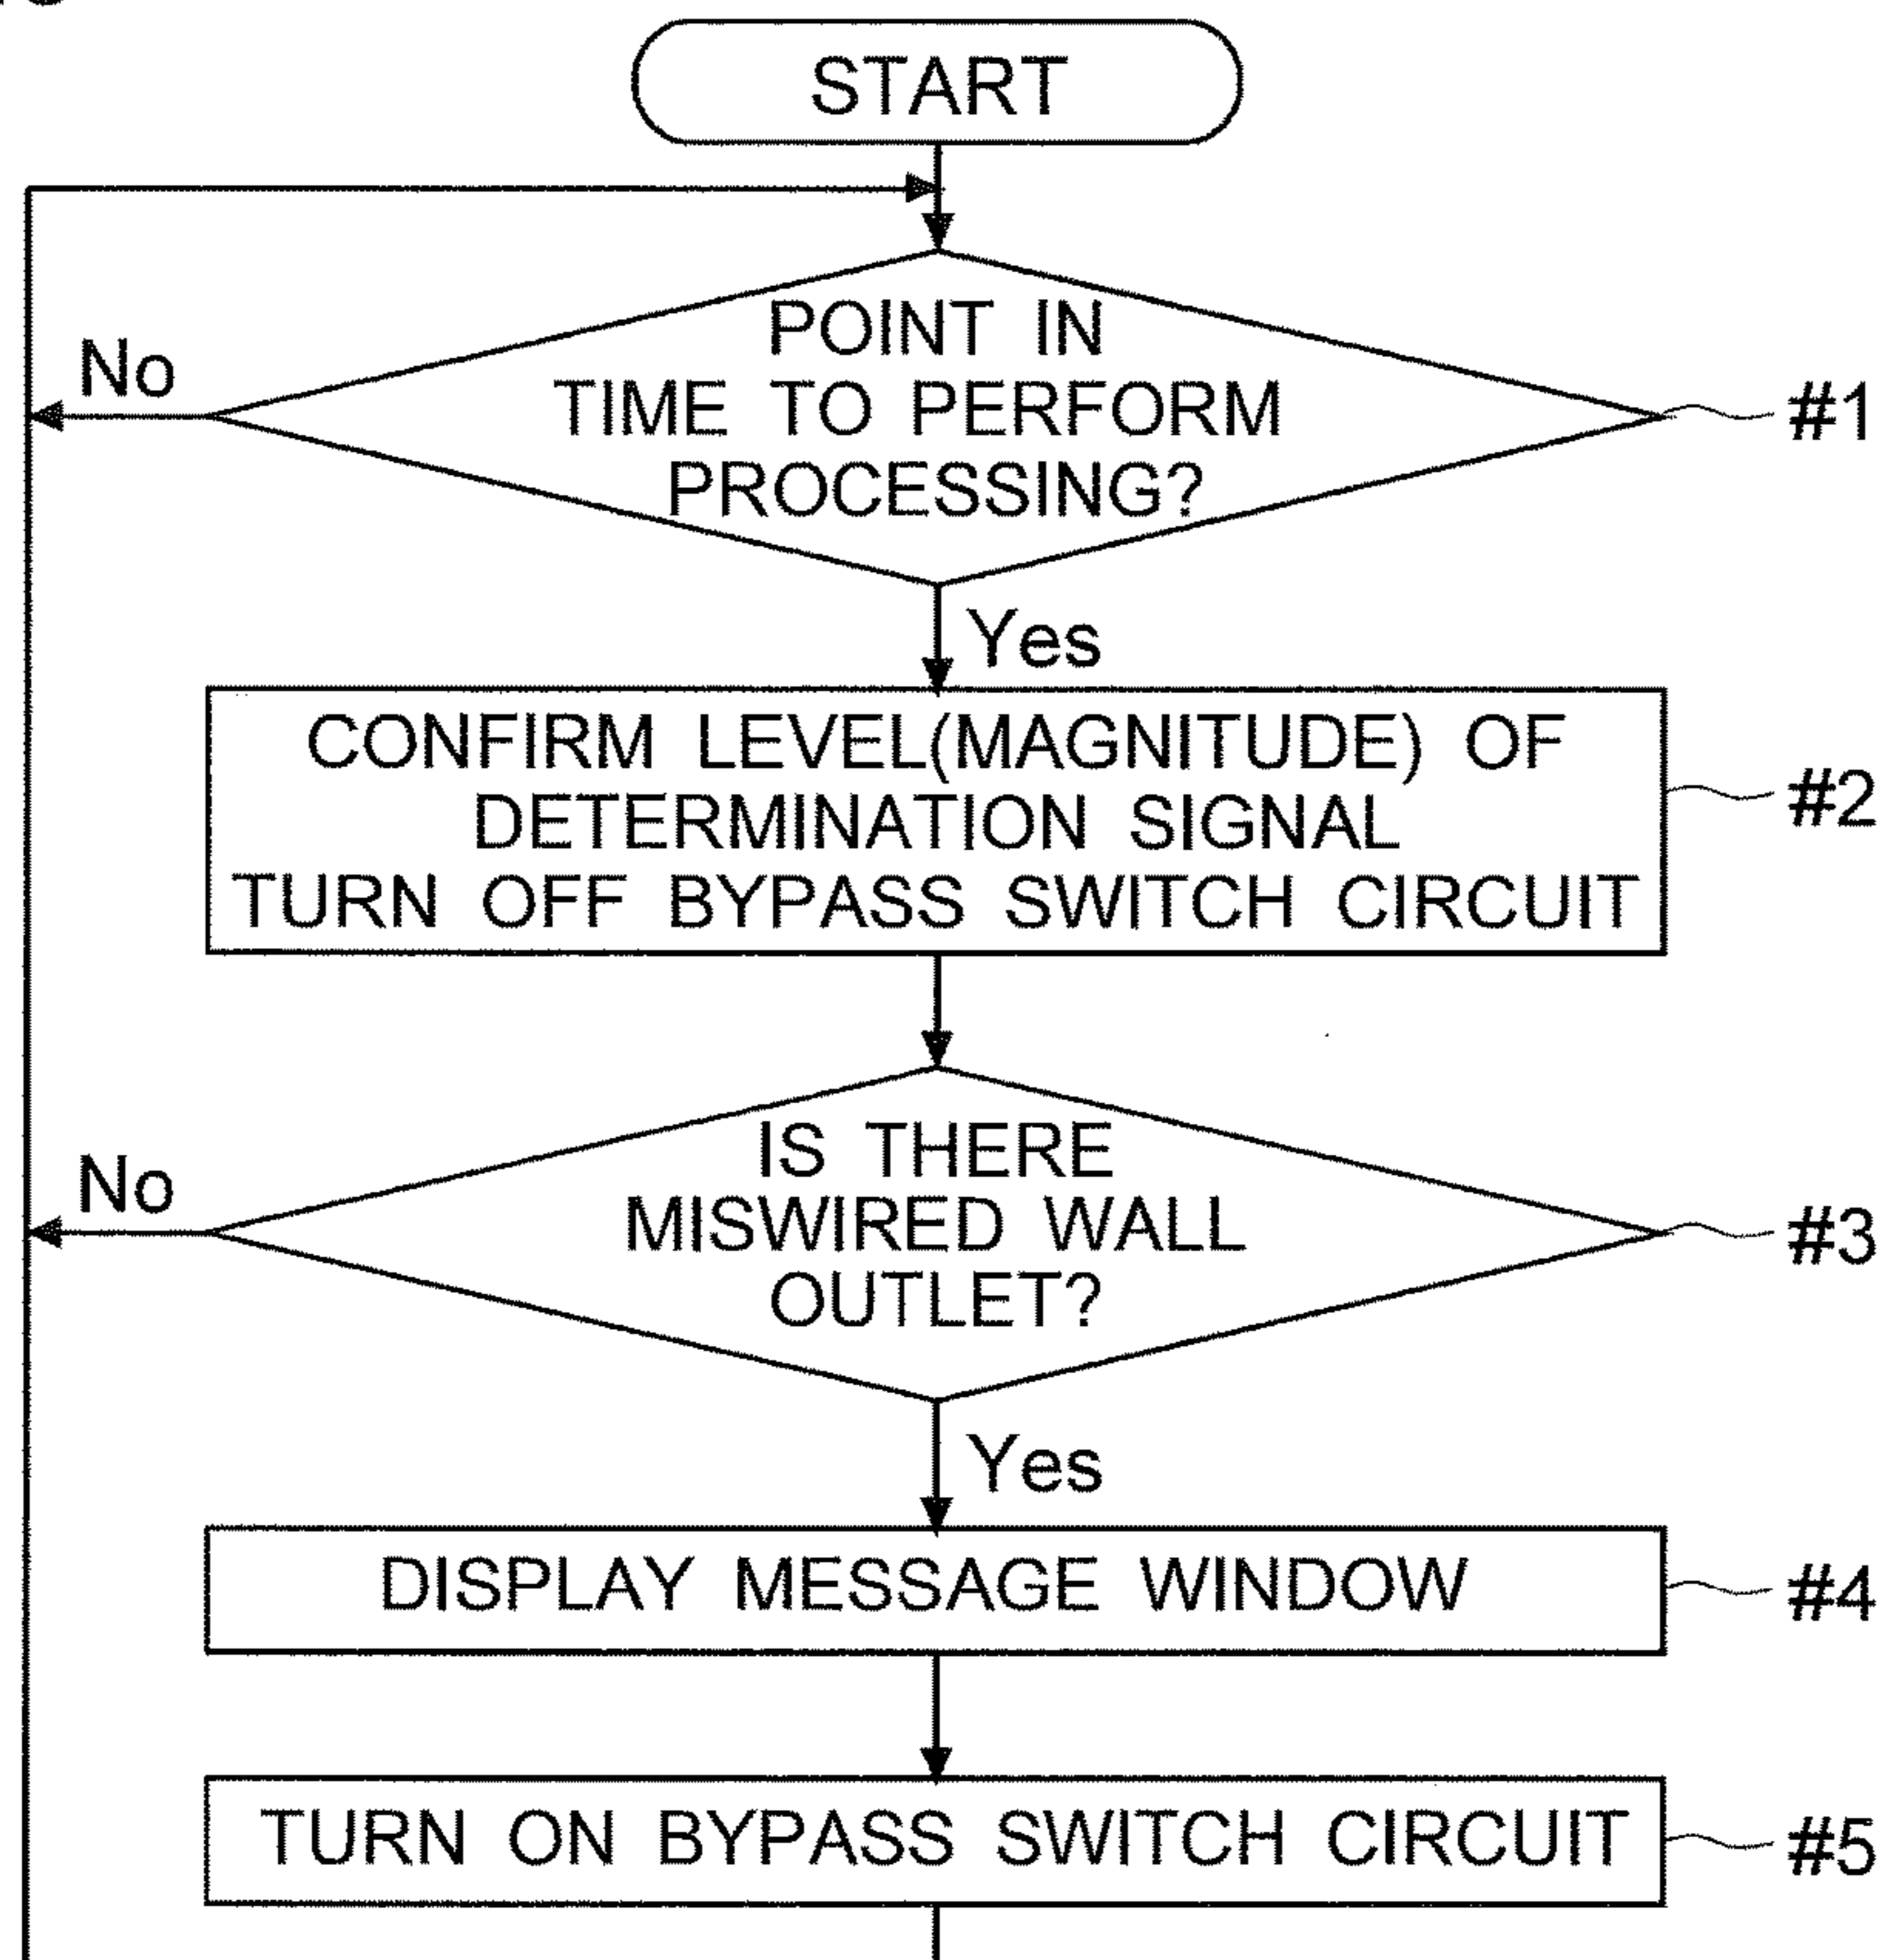 START
POINT IN
TIME TO PERFORM
PROCESSING?
No
#1
Yes
CONFIRM LEVEL(MAGNITUDE) OF
DETERMINATION SIGNAL
TURN OFF BYPASS SWITCH CIRCUIT
#2
IS THERE
MISWIRED WALL
OUTLET?
No
#3
Yes
DISPLAY MESSAGE WINDOW
#4
TURN ON BYPASS SWITCH CIRCUIT
#5